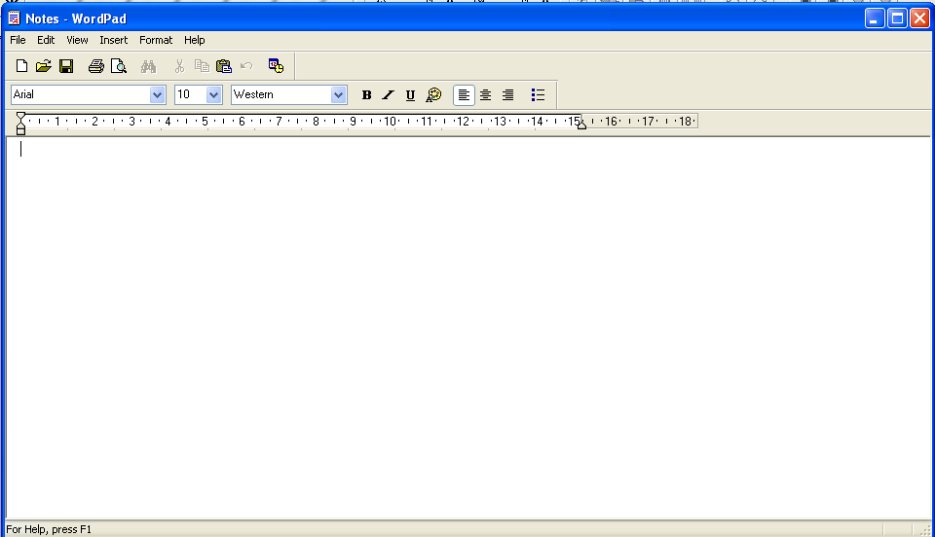 Notes - WordPad
File Edit View Insert Format Help
Arial 10 Western B U
1 2 3 4 5 6 7 8 9 10 11 12 13 14 15 16 17 18
For Help, press F1